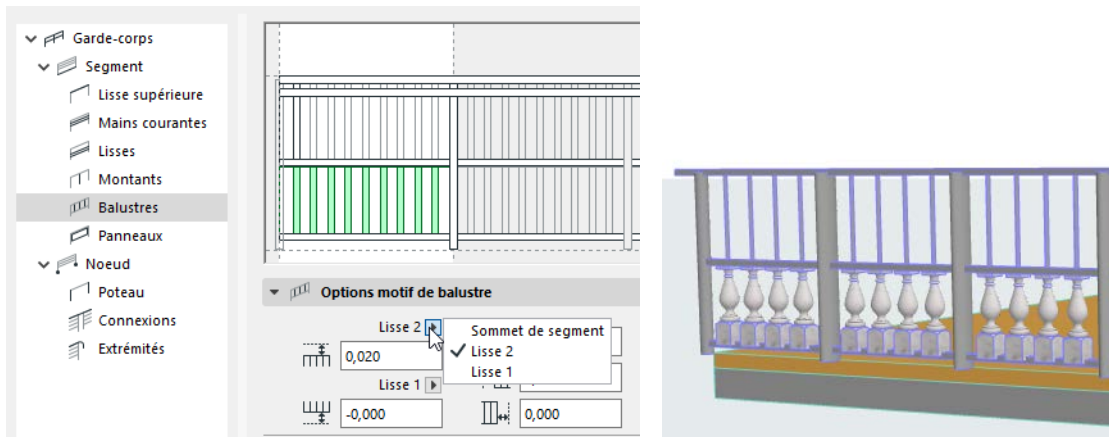 Garde-corps
Segment
Lisse supérieure
Mains courantes
Lisses
Montants
Balustres
Panneaux
Noeud
Poteau
Connexions
Extrémités
Options motif de balustre
Lisse 2
Sommet de segment
Lisse 2
Lisse 1
0,020
Lisse 1
-0,000
0,000